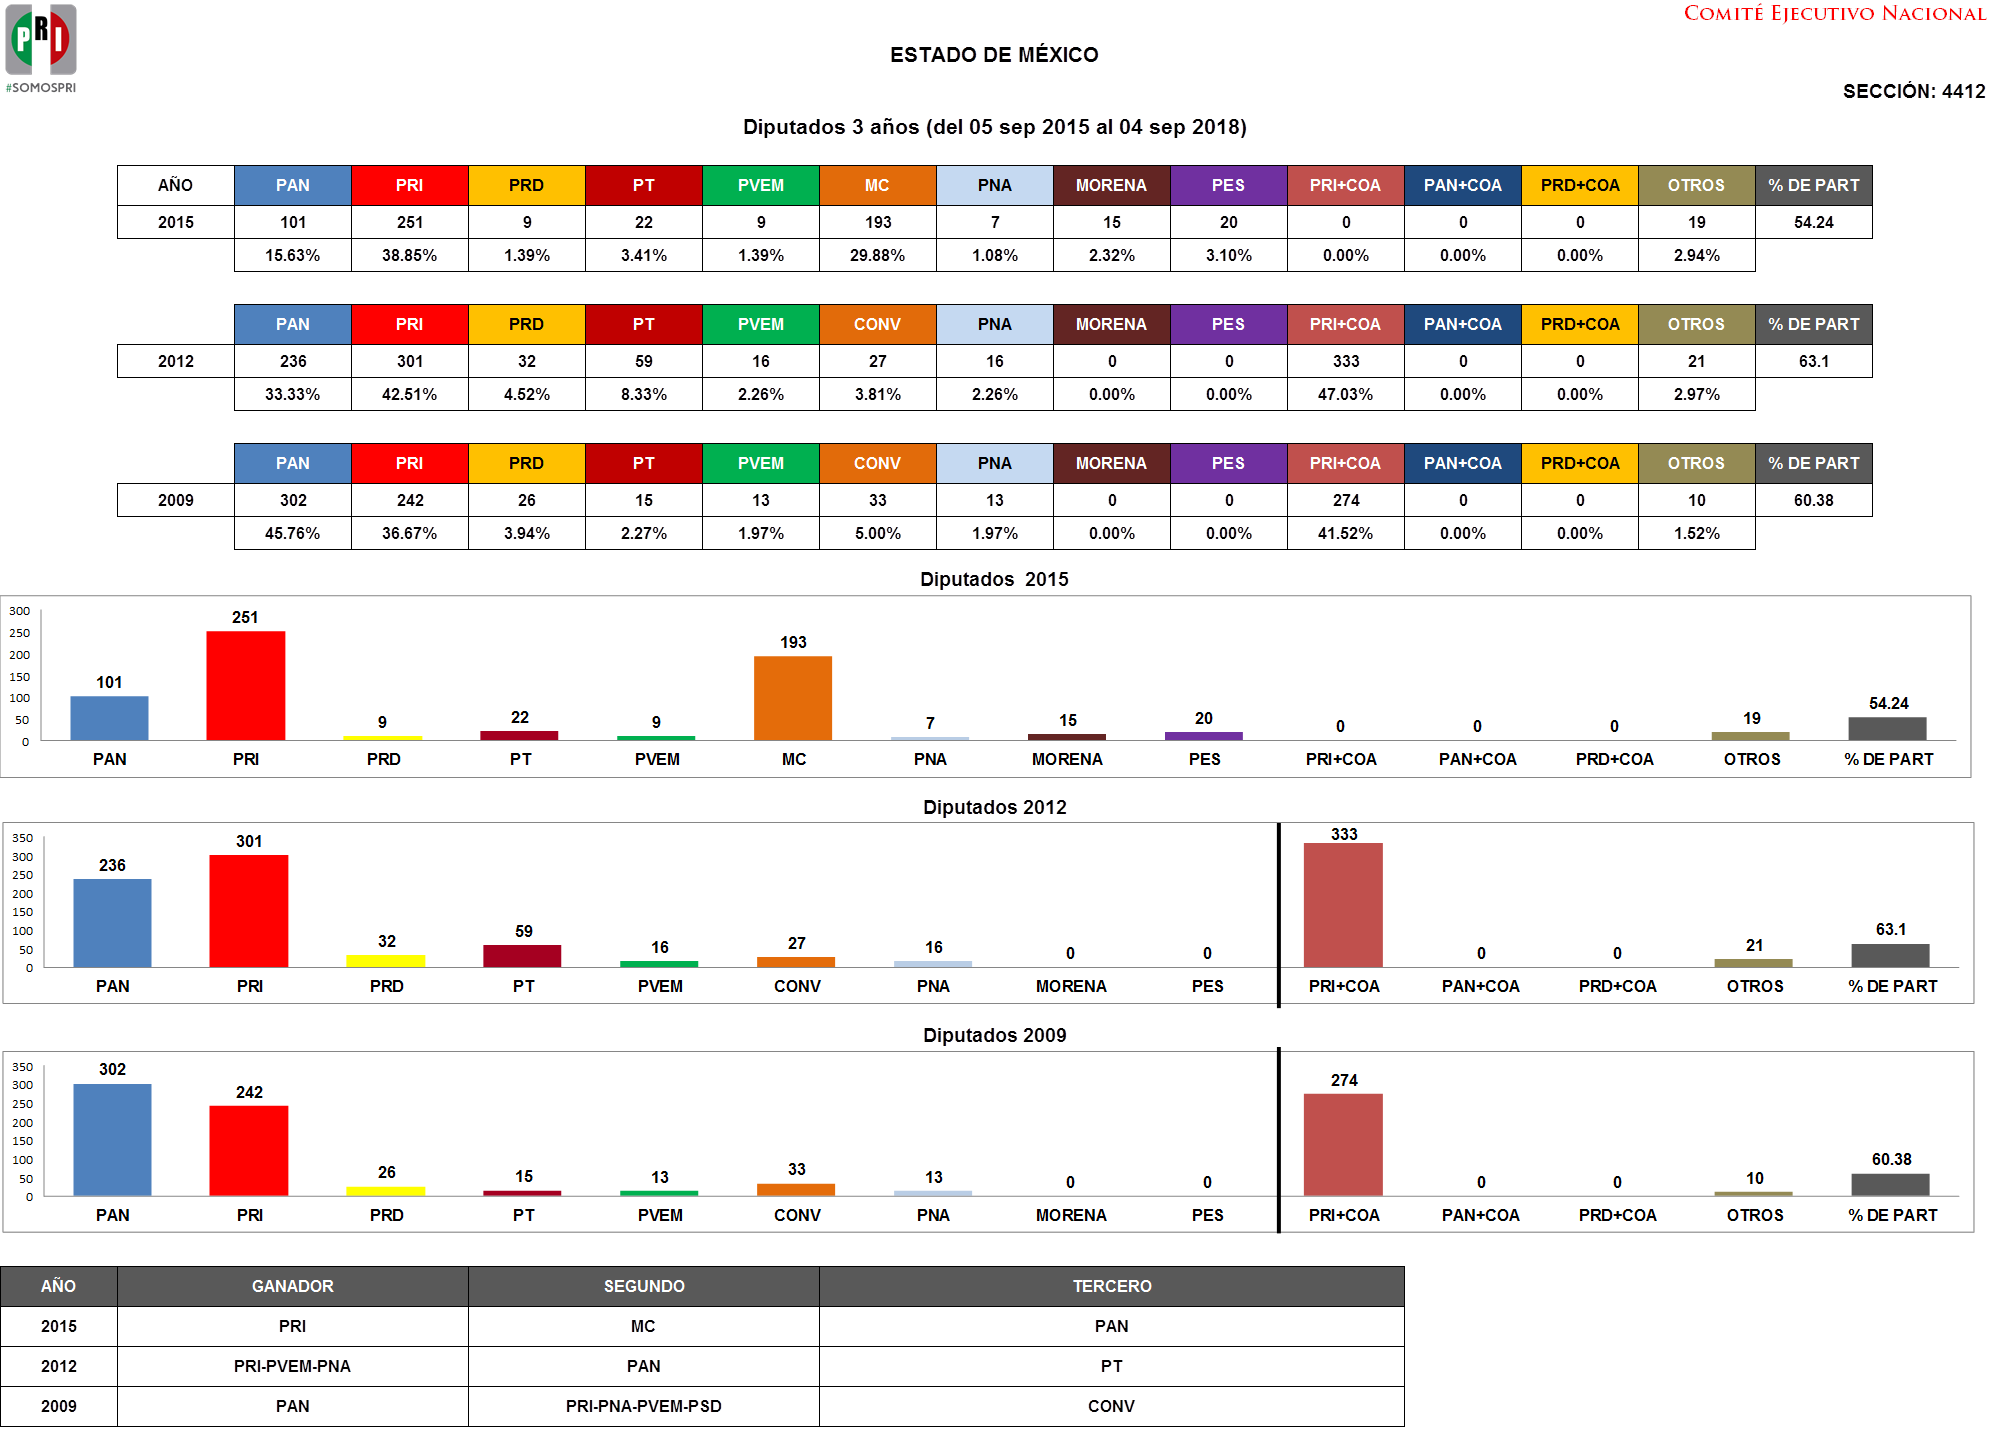 PRI
#SOMOSPRI
COMITÉ EJECUTIVO NACIONAL
ESTADO DE MÉXICO
SECCIÓN: 4412
Diputados 3 años (del 05 sep 2015 al 04 sep 2018)
AÑO PAN PRI PRD PT PVEM MC PNA MORENA PES PRI+COA PAN+COA PRD+COA OTROS % DE PART
2015 101 251 9 22 9 193 7 15 20 0 0 0 19 54.24
15.63% 38.85% 1.39% 3.41% 1.39% 29.88% 1.08% 2.32% 3.10% 0.00% 0.00% 0.00% 2.94%
PAN PRI PRD PT PVEM CONV PNA MORENA PES PRI+COA PAN+COA PRD+COA OTROS % DE PART
2012 236 301 32 59 16 27 16 0 0 333 0 0 21 63.1
33.33% 42.51% 4.52% 8.33% 2.26% 3.81% 2.26% 0.00% 0.00% 47.03% 0.00% 0.00% 2.97%
PAN PRI PRD PT PVEM CONV PNA MORENA PES PRI+COA PAN+COA PRD+COA OTROS % DE PART
2009 302 242 26 15 13 33 13 0 0 274 0 0 10 60.38
45.76% 36.67% 3.94% 2.27% 1.97% 5.00% 1.97% 0.00% 0.00% 41.52% 0.00% 0.00% 1.52%
Diputados 2015
300
250
200
150
100
50
0
101 251 9 22 9 193 7 15 20 0 0 0 19 54.24
PAN PRI PRD PT PVEM MC PNA MORENA PES PRI+COA PAN+COA PRD+COA OTROS % DE PART
Diputados 2012
350
300
250
200
150
100
50
0
236 301 32 59 16 27 16 0 0 333 0 0 21 63.1
PAN PRI PRD PT PVEM CONV PNA MORENA PES PRI+COA PAN+COA PRD+COA OTROS % DE PART
Diputados 2009
350
300
250
200
150
100
50
0
302 242 26 15 13 33 13 0 0 274 0 0 10 60.38
PAN PRI PRD PT PVEM CONV PNA MORENA PES PRI+COA PAN+COA PRD+COA OTROS % DE PART
AÑO GANADOR SEGUNDO TERCERO
2015 PRI MC PAN
2012 PRI-PVEM-PNA PAN PT
2009 PAN PRI-PNA-PVEM-PSD CONV